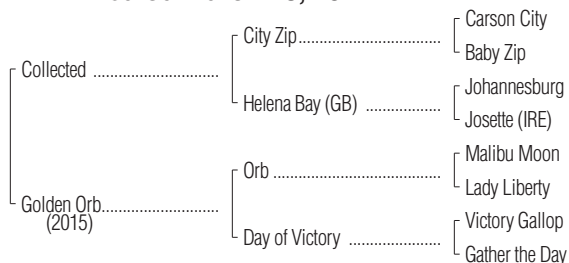 Carson City
City Zip
Baby Zip
Collected
Johannesburg
Helena Bay (GB)
Josette (IRE)
Malibu Moon
Orb
Lady Liberty
Golden Orb
(2015)
Victory Gallop
Day of Victory
Gather the Day